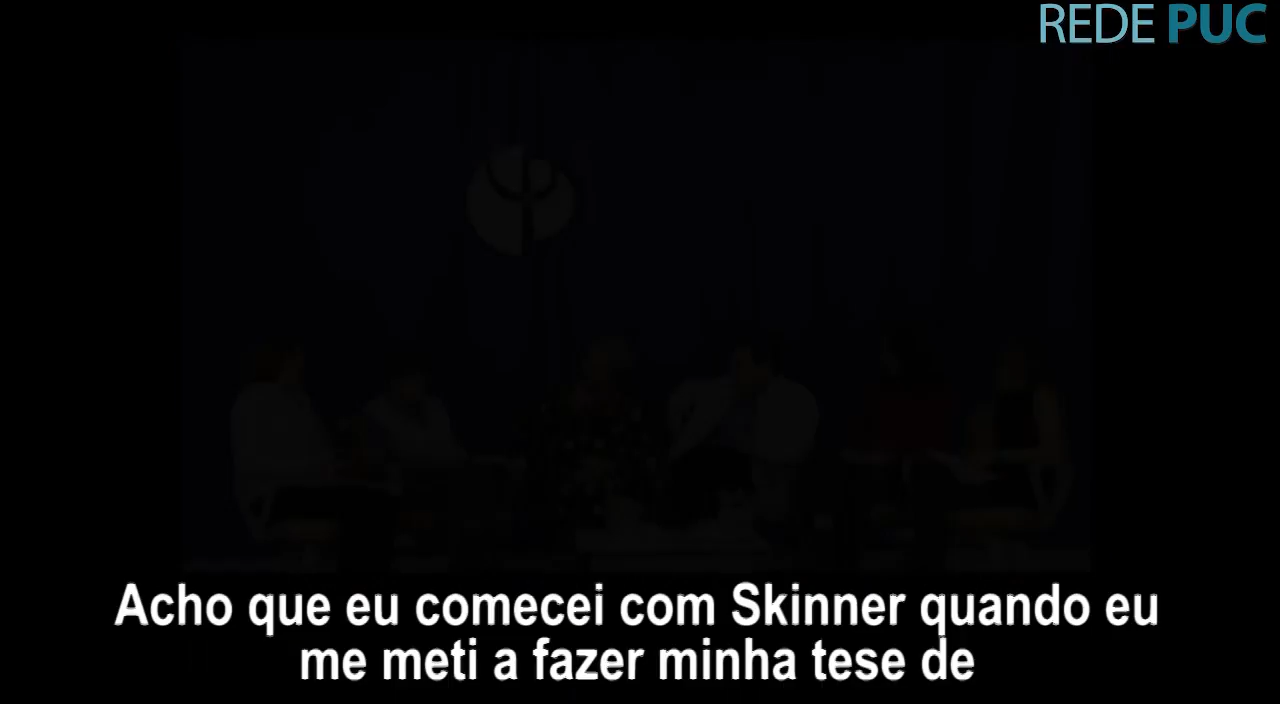 REDE PUC
Acho que eu comecei com Skinner quando eu
me meti a fazer minha tese de